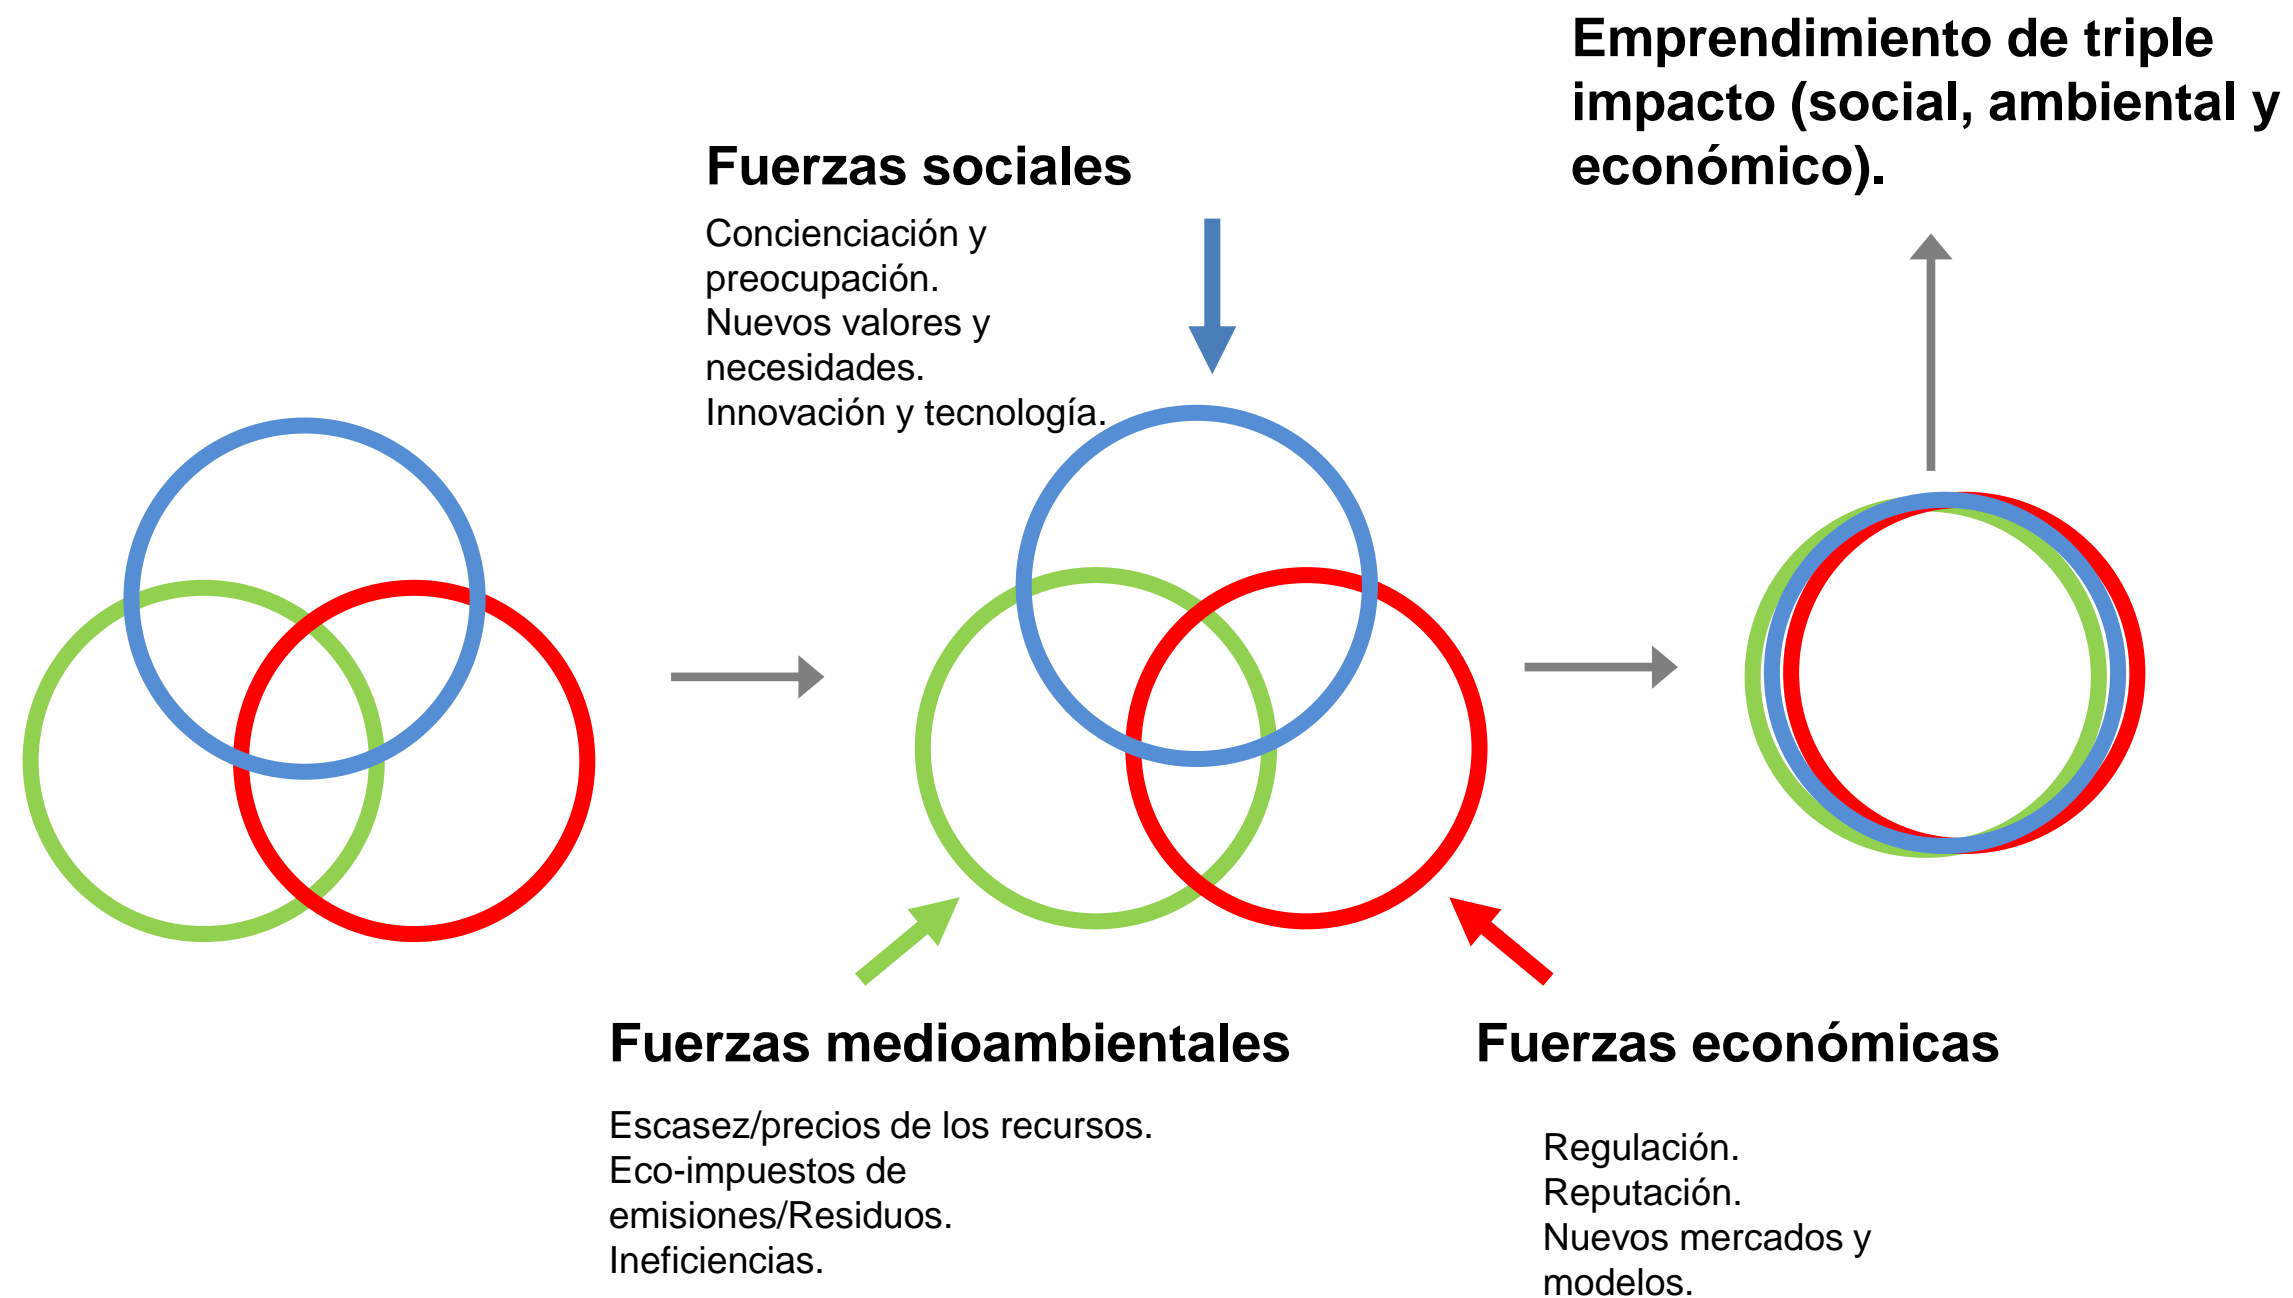 Emprendimiento de triple
impacto (social, ambiental y
económico).
Fuerzas sociales
Concienciación y
preocupación.
Nuevos valores y
necesidades.
Innovación y tecnología.
Fuerzas medioambientales
Escasez/precios de los recursos.
Eco-impuestos de
emisiones/Residuos.
Ineficiencias.
Fuerzas económicas
Regulación.
Reputación.
Nuevos mercados y
modelos.